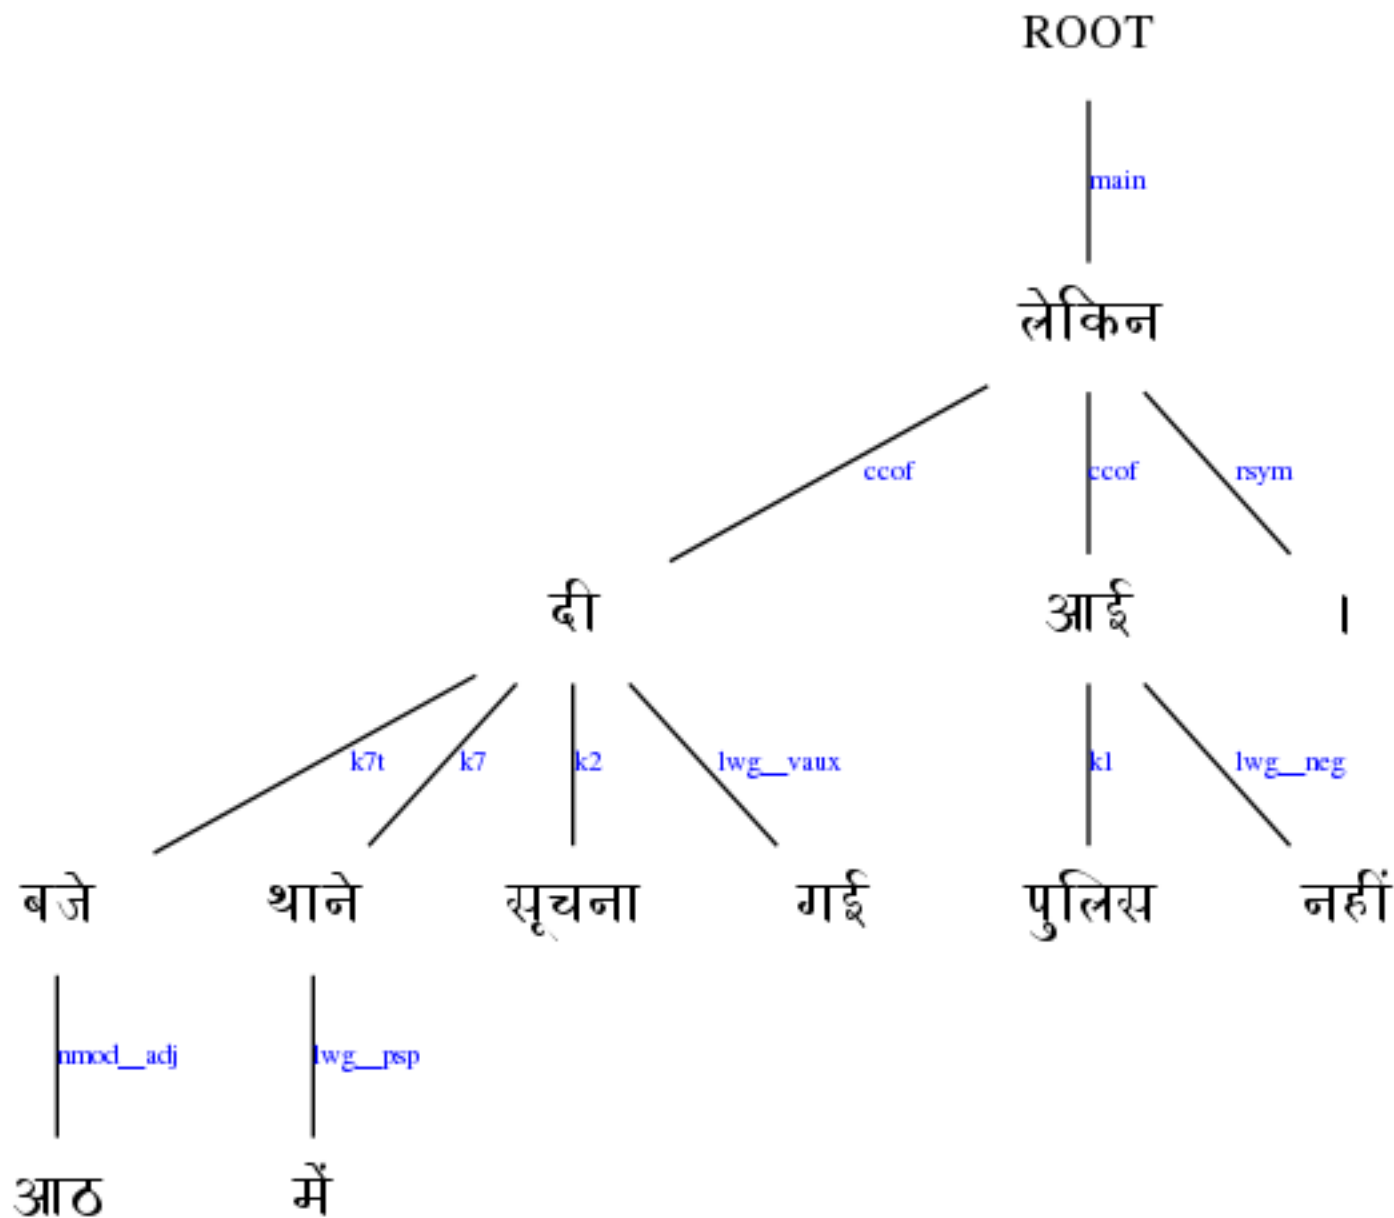 ROOT
main
लेकिन
ccof ccof rsym
दी आई ।
k7t k7 k2 lwg__vaux k1 lwg__neg
बजे थाने सूचना गई पुलिस नहीं
nmod__adj lwg__psp
आठ में